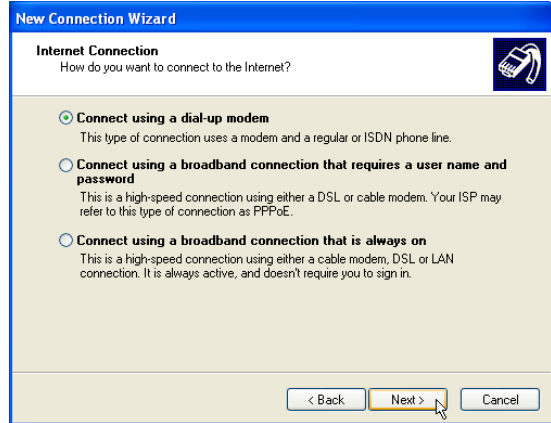 New Connection Wizard
Internet Connection
How do you want to connect to the Internet?
Connect using a dial-up modem
This type of connection uses a modem and a regular or ISDN phone line.
Connect using a broadband connection that requires a user name and
password
This is a high-speed connection using either a DSL or cable modem. Your ISP may
refer to this type of connection as PPPoE.
Connect using a broadband connection that is always on
This is a high-speed connection using either a cable modem, DSL or LAN
connection. It is always active, and doesn't require you to sign in.
< Back Next > Cancel